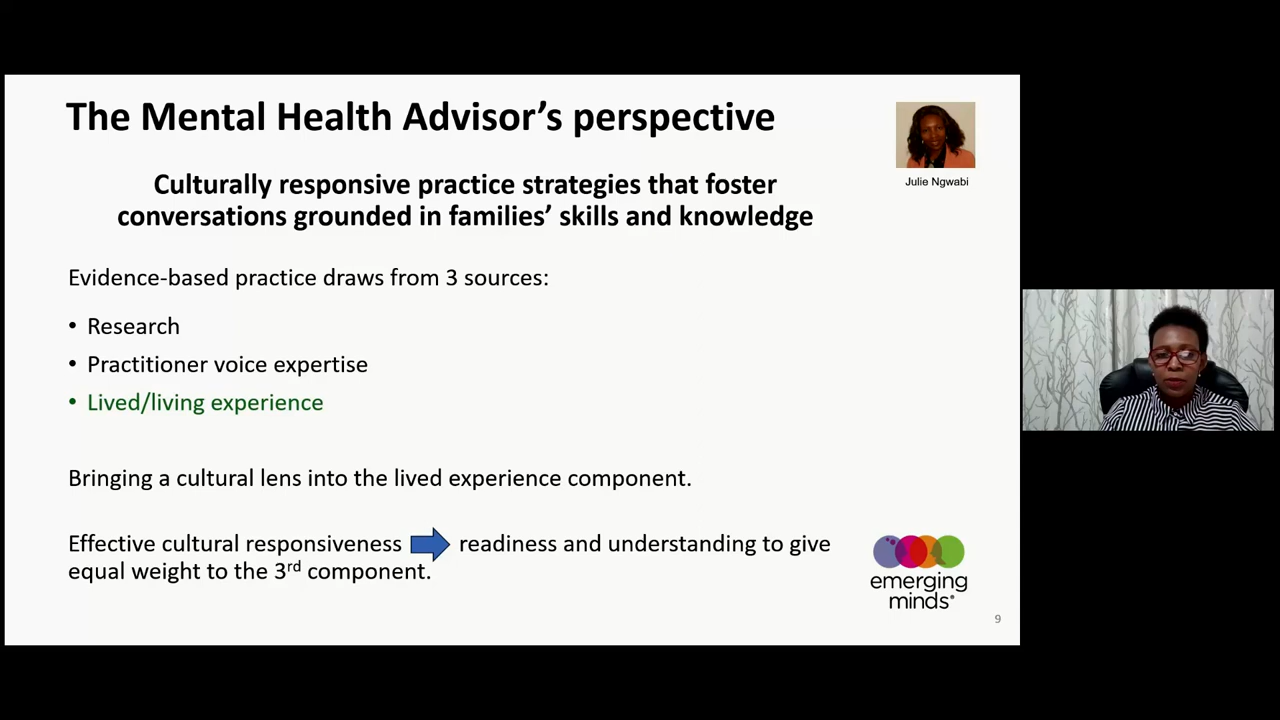 The Mental Health Advisor's perspective
Julie Ngwabi
Culturally responsive practice strategies that foster
conversations grounded in families' skills and knowledge
Evidence-based practice draws from 3 sources:
• Research
• Practitioner voice expertise
• Lived/living experience
Bringing a cultural lens into the lived experience component.
Effective cultural responsiveness readiness and understanding to give
equal weight to the 3rd component.
emerging
minds
9